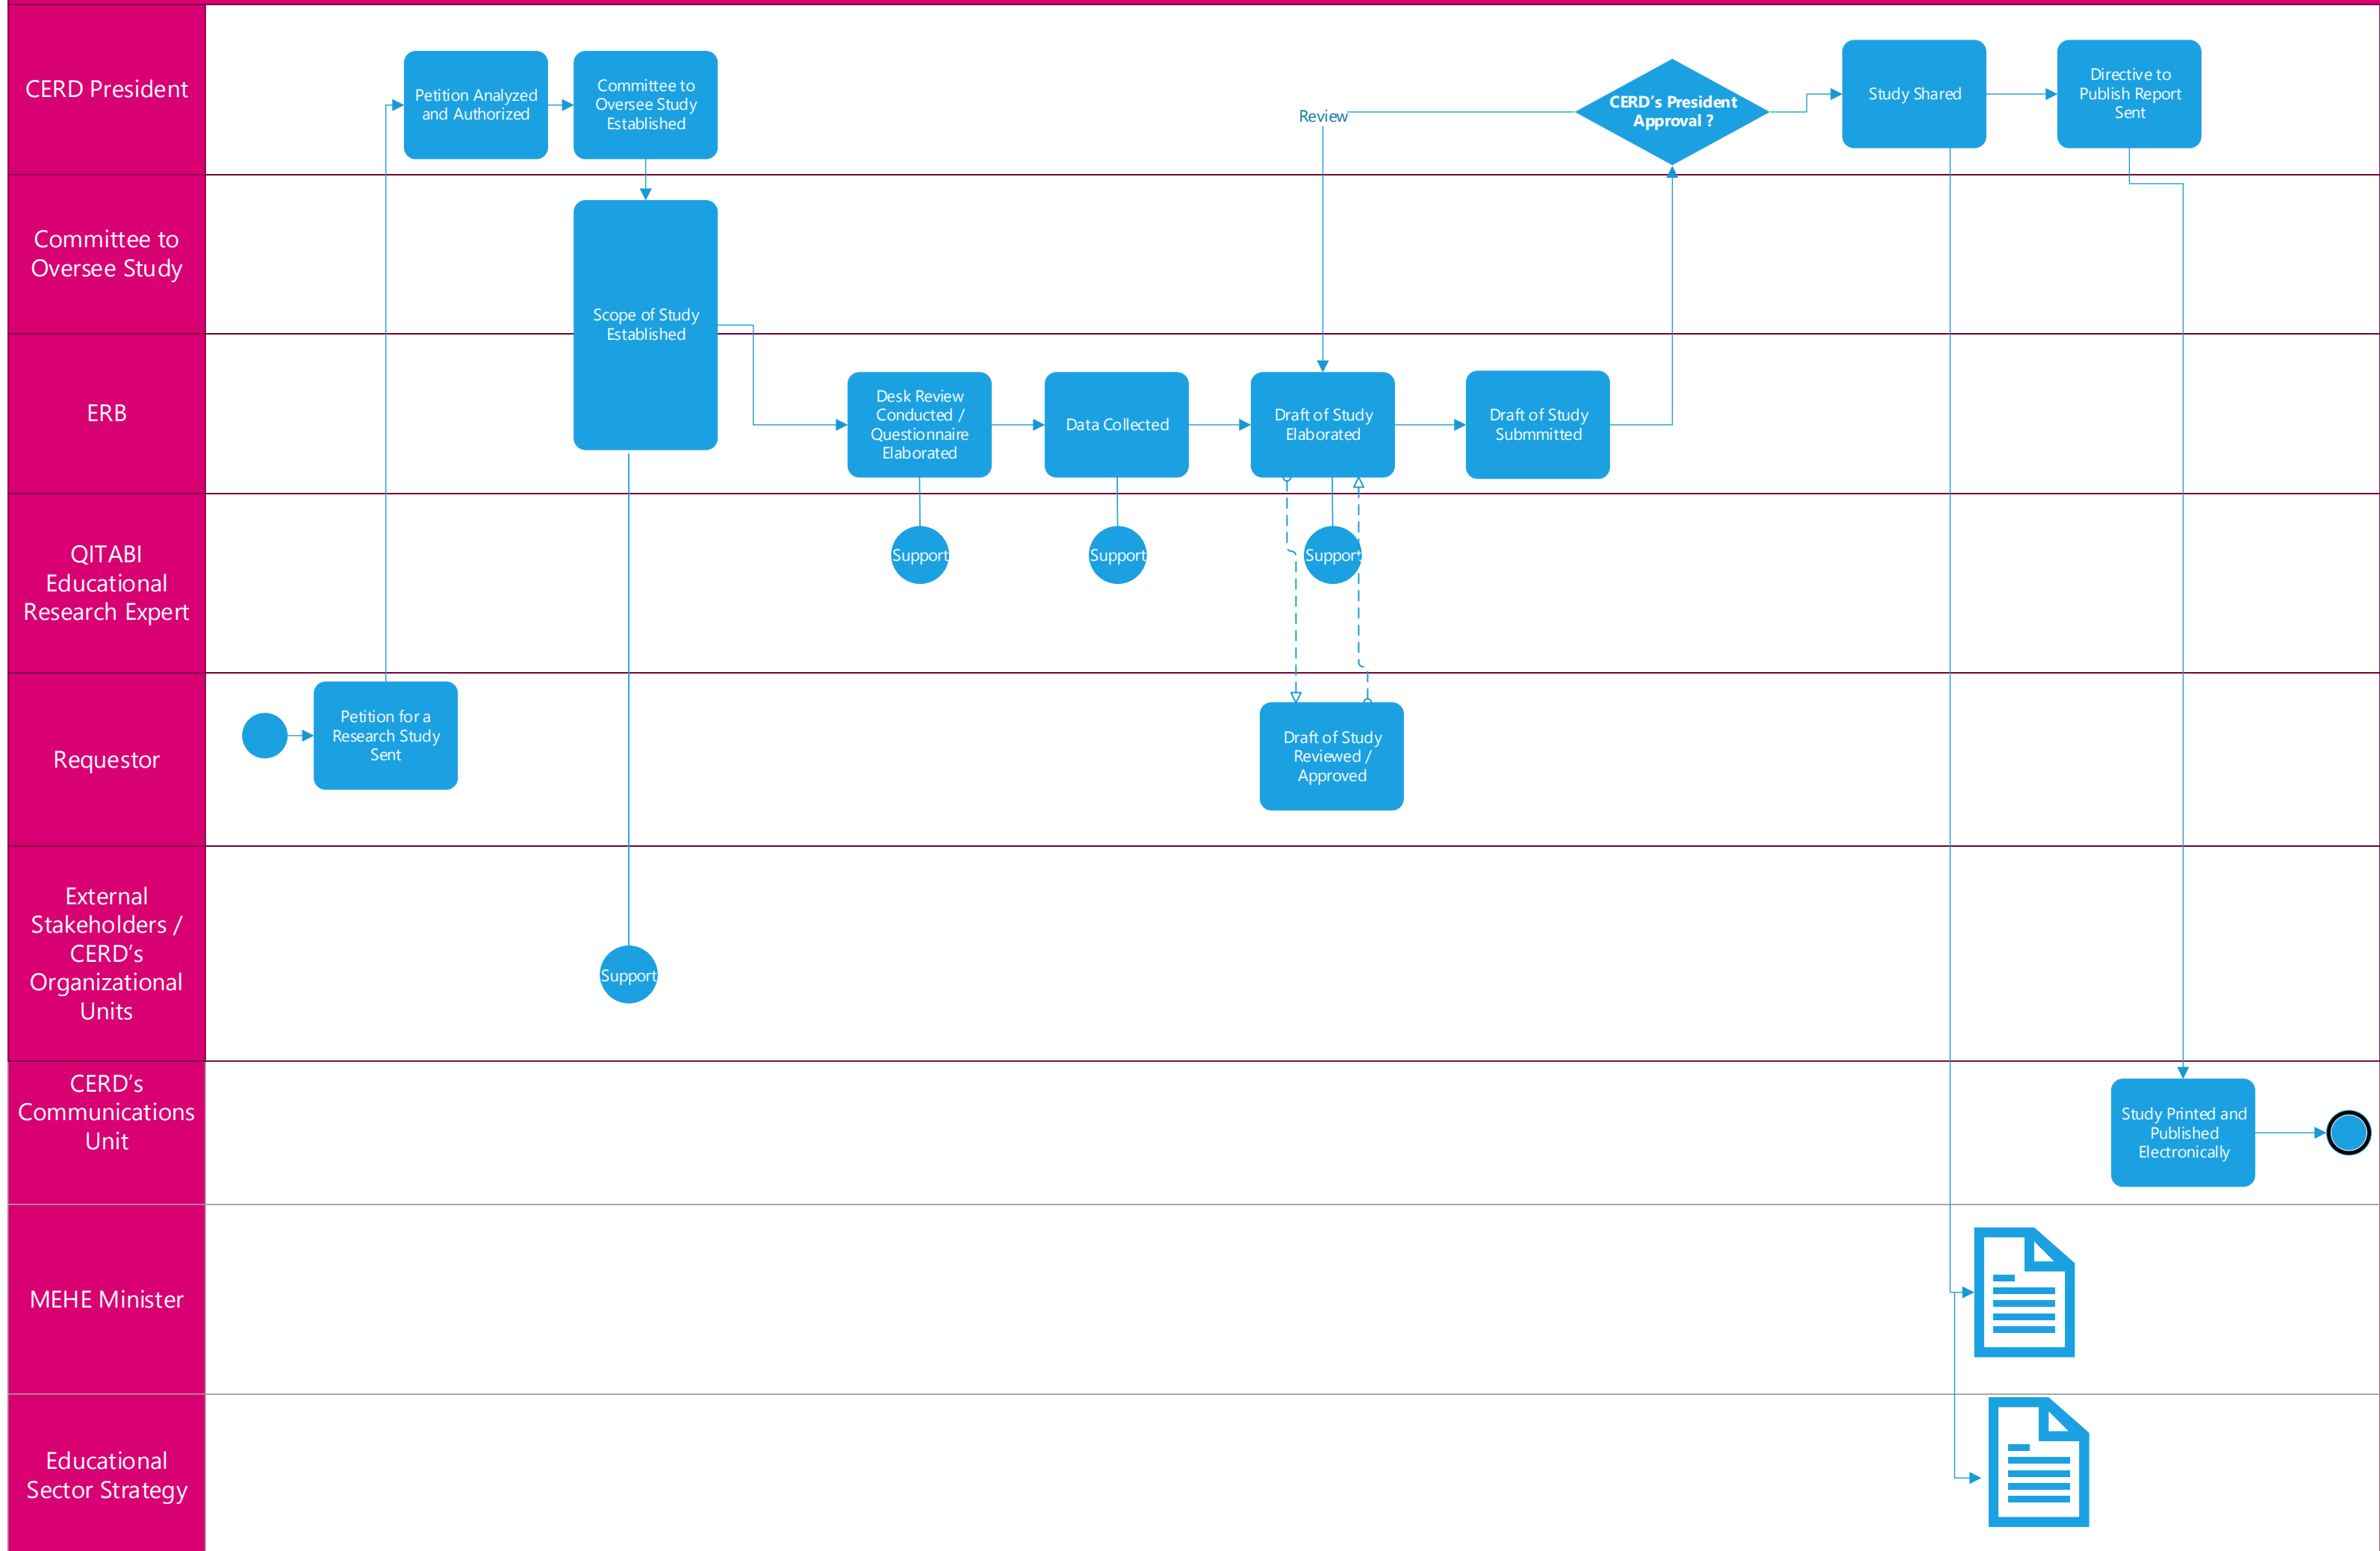 CERD President
Petition Analyzed
and Authorized
Committee to
Oversee Study
Established
Review
CERD's President
Approval ?
Study Shared
Directive to
Publish Report
Sent
Committee to
Oversee Study
Scope of Study
Established
ERB
Desk Review
Conducted /
Questionnaire
Elaborated
Data Collected
Draft of Study
Elaborated
Draft of Study
Submmitted
QITABI
Educational
Research Expert
Support
Support
Support
Requestor
Petition for a
Research Study
Sent
Draft of Study
Reviewed /
Approved
External
Stakeholders /
CERD's
Organizational
Units
Support
CERD's
Communications
Unit
Study Printed and
Published
Electronically
MEHE Minister
Educational
Sector Strategy